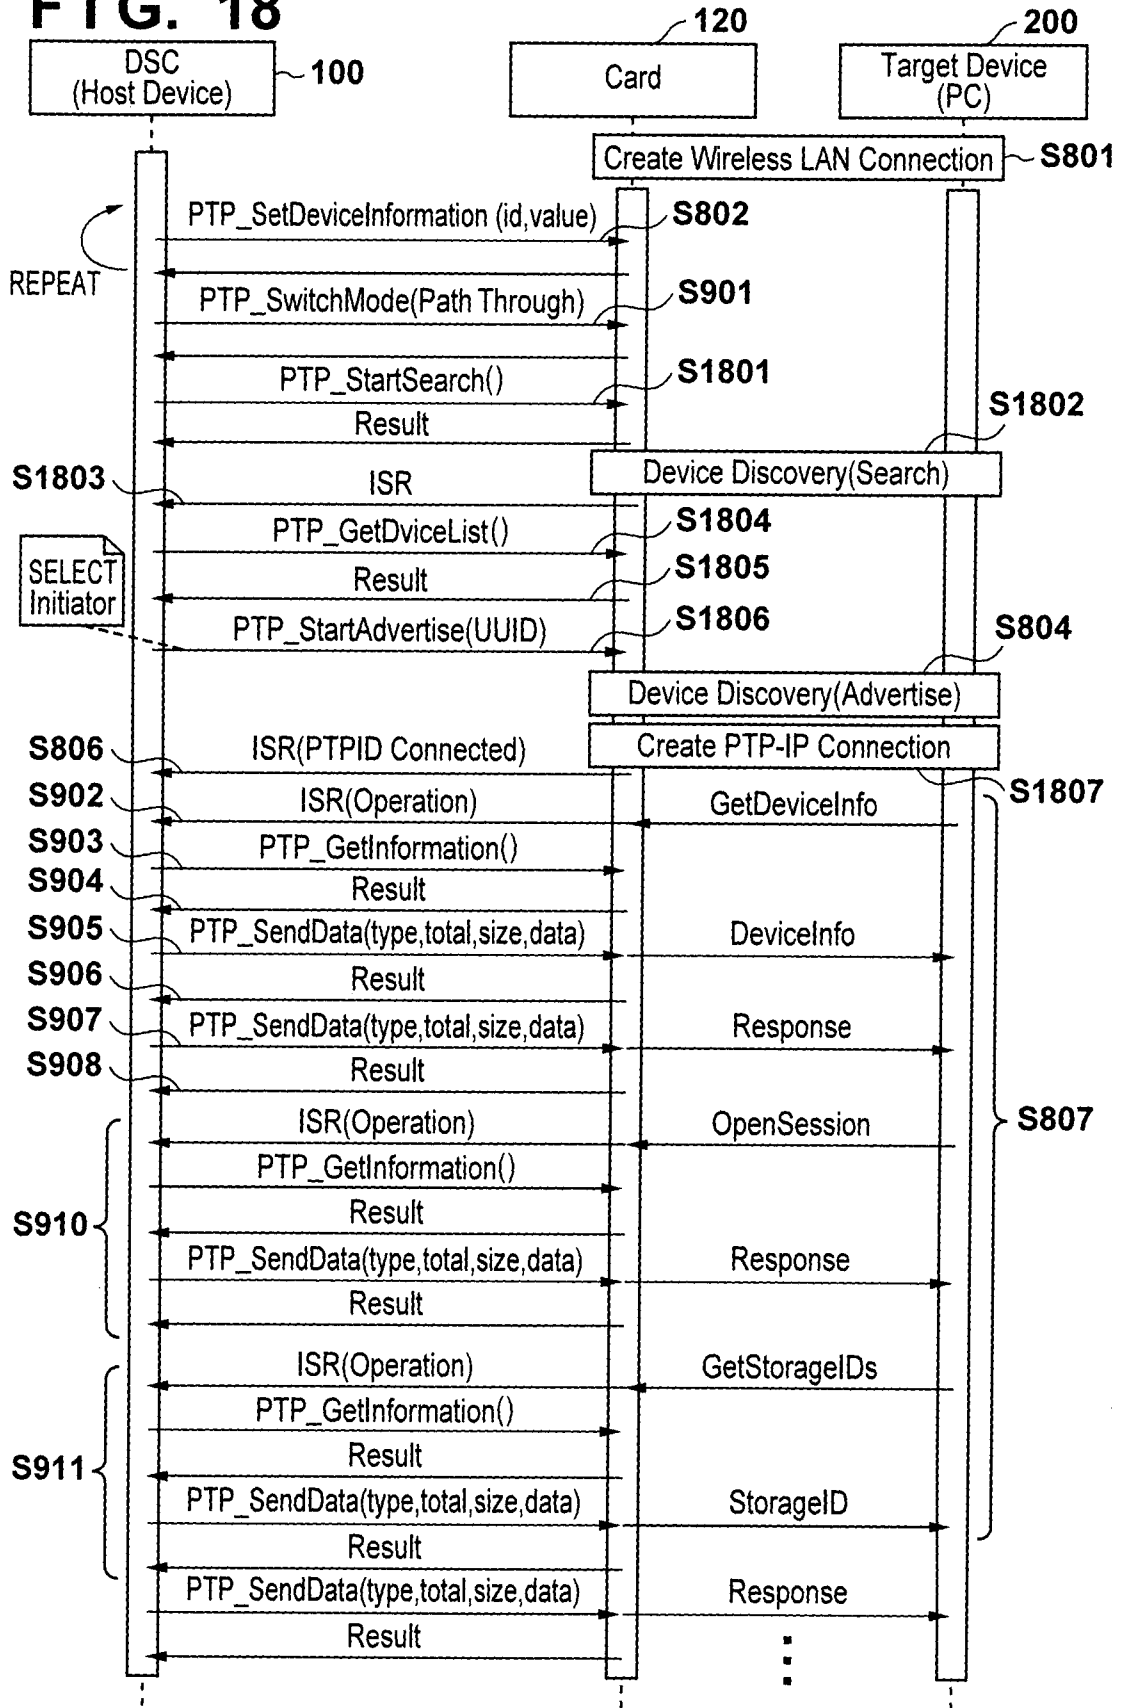 FIG. 18
DSC
(Host Device)
100
120
Card
200
Target Device
(PC)
Create Wireless LAN Connection
S801
PTP_SetDeviceInformation (id,value)
S802
REPEAT
PTP_SwitchMode(Path Through)
S901
PTP_StartSearch()
S1801
Result
S1802
Device Discovery(Search)
S1803
ISR
PTP_GetDviceList()
S1804
SELECT
Initiator
Result
S1805
PTP_StartAdvertise(UUID)
S1806
S804
Device Discovery(Advertise)
Create PTP-IP Connection
S1807
S806
ISR(PTPID Connected)
S902
ISR(Operation)
GetDeviceInfo
S903
PTP_GetInformation()
S904
Result
S905
PTP_SendData(type,total,size,data)
DeviceInfo
S906
Result
S907
PTP_SendData(type,total,size,data)
Response
S908
Result
S807
ISR(Operation)
OpenSession
PTP_GetInformation()
S910
Result
PTP_SendData(type,total,size,data)
Response
Result
ISR(Operation)
GetStorageIDs
PTP_GetInformation()
S911
Result
PTP_SendData(type,total,size,data)
StorageID
Result
PTP_SendData(type,total,size,data)
Response
Result